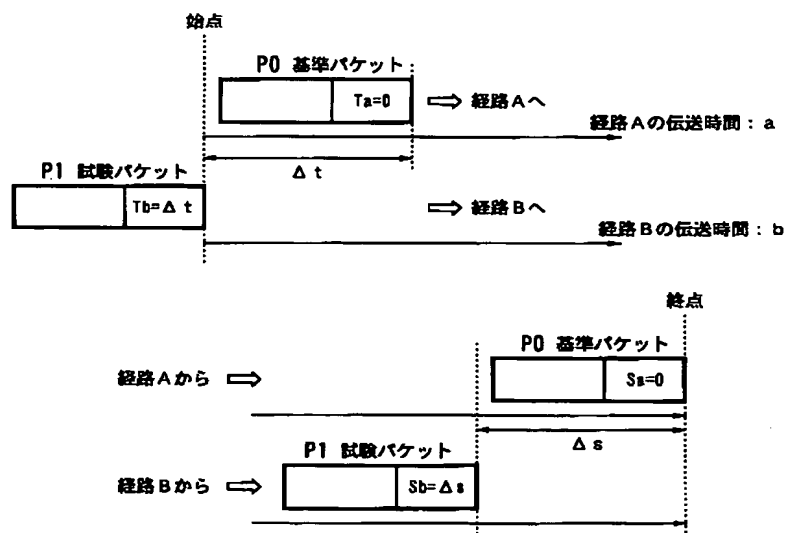 始点
P0 基準パケット
Ta=0
経路Aへ
経路Aの伝送時間：a
Δt
P1 試験パケット
Tb=Δt
経路Bへ
経路Bの伝送時間：b
終点
P0 基準パケット
経路Aから
Sa=0
Δs
P1 試験パケット
経路Bから
Sb=Δs